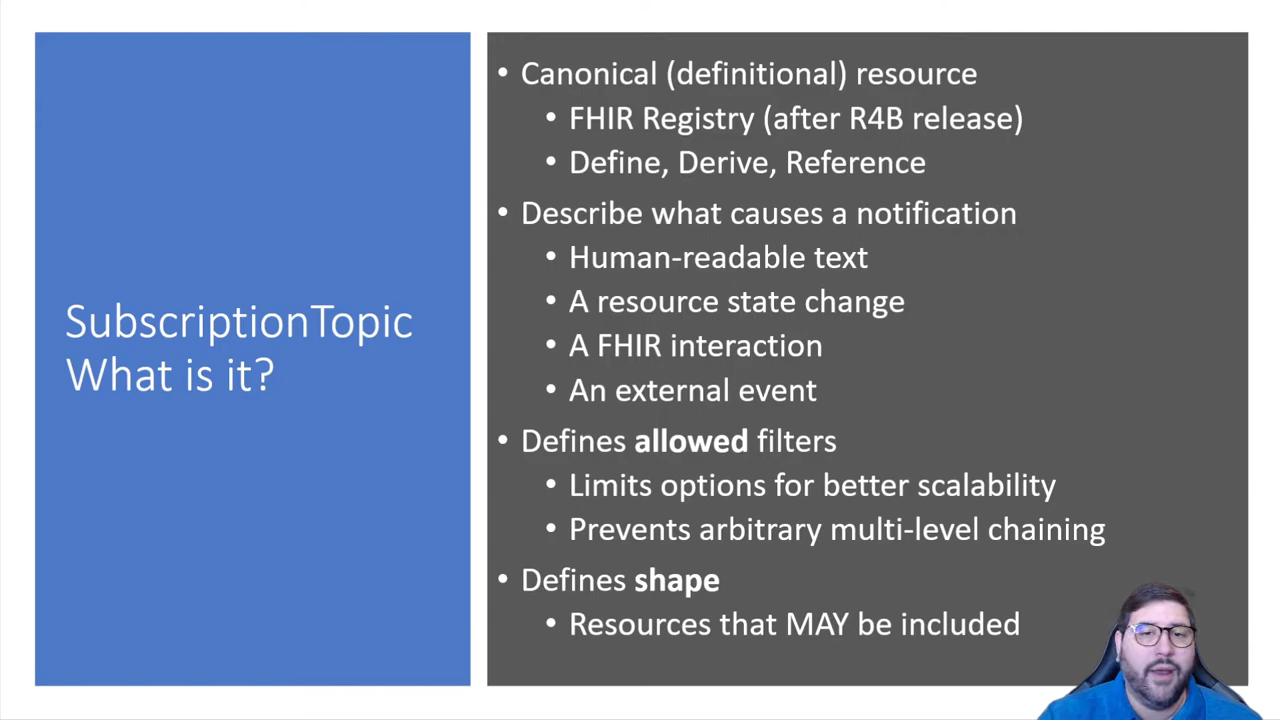 SubscriptionTopic
What is it?
• Canonical (definitional) resource
• FHIR Registry (after R4B release)
• Define, Derive, Reference
• Describe what causes a notification
• Human-readable text
• A resource state change
• A FHIR interaction
• An external event
• Defines allowed filters
• Limits options for better scalability
• Prevents arbitrary multi-level chaining
• Defines shape
• Resources that MAY be included